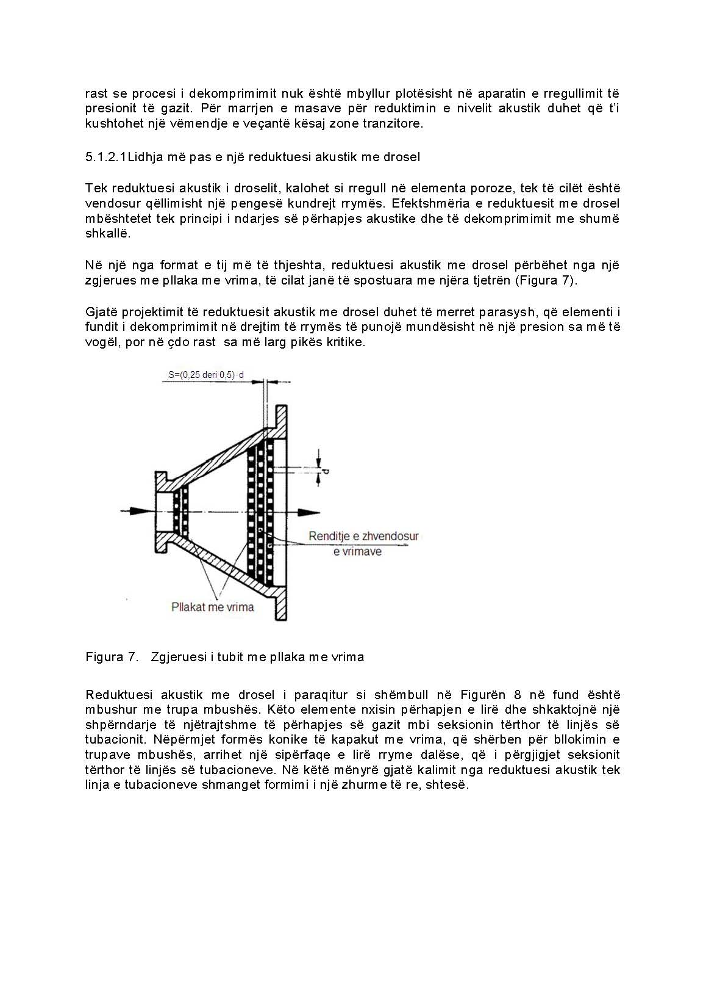 rast se procesi i dekomprimimit nuk është mbyllur plotësisht në aparatin e rregullimit të
presionit të gazit. Për marrjen e masave për reduktimin e nivelit akustik duhet që t’i
kushtohet një vëmendje e veçantë kësaj zone tranzitore.
5.1.2.1Lidhja më pas e një reduktuesi akustik me drosel
Tek reduktuesi akustik i droselit, kalohet si rregull në elementa poroze, tek të cilët është
vendosur qëllimisht një pengesë kundrejt rrymës. Efektshmëria e reduktuesit me drosel
mbështetet tek principi i ndarjes së përhapjes akustike dhe të dekomprimimit me shumë
shkallë.
Në një nga format e tij më të thjeshta, reduktuesi akustik me drosel përbëhet nga një
zgjerues me pllaka me vrima, të cilat janë të spostuara me njëra tjetrën (Figura 7).
Gjatë projektimit të reduktuesit akustik me drosel duhet të merret parasysh, që elementi i
fundit i dekomprimimit në drejtim të rrymës të punojë mundësisht në një presion sa më të
vogël, por në çdo rast sa më larg pikës kritike.
S=(0,25 deri 0,5)·d
d
Renditje e zhvendosur
e vrimave
Pllakat me vrima
Figura 7. Zgjeruesi i tubit me pllaka me vrima
Reduktuesi akustik me drosel i paraqitur si shëmbull në Figurën 8 në fund është
mbushur me trupa mbushës. Këto elemente nxisin përhapjen e lirë dhe shkaktojnë një
shpërndarje të njëtrajtshme të përhapjes së gazit mbi seksionin tërthor të linjës së
tubacionit. Nëpërmjet formës konike të kapakut me vrima, që shërben për bllokimin e
trupave mbushës, arrihet një sipërfaqe e lirë rryme dalëse, që i përgjigjet seksionit
tërthor të linjës së tubacioneve. Në këtë mënyrë gjatë kalimit nga reduktuesi akustik tek
linja e tubacioneve shmanget formimi i një zhurme të re, shtesë.